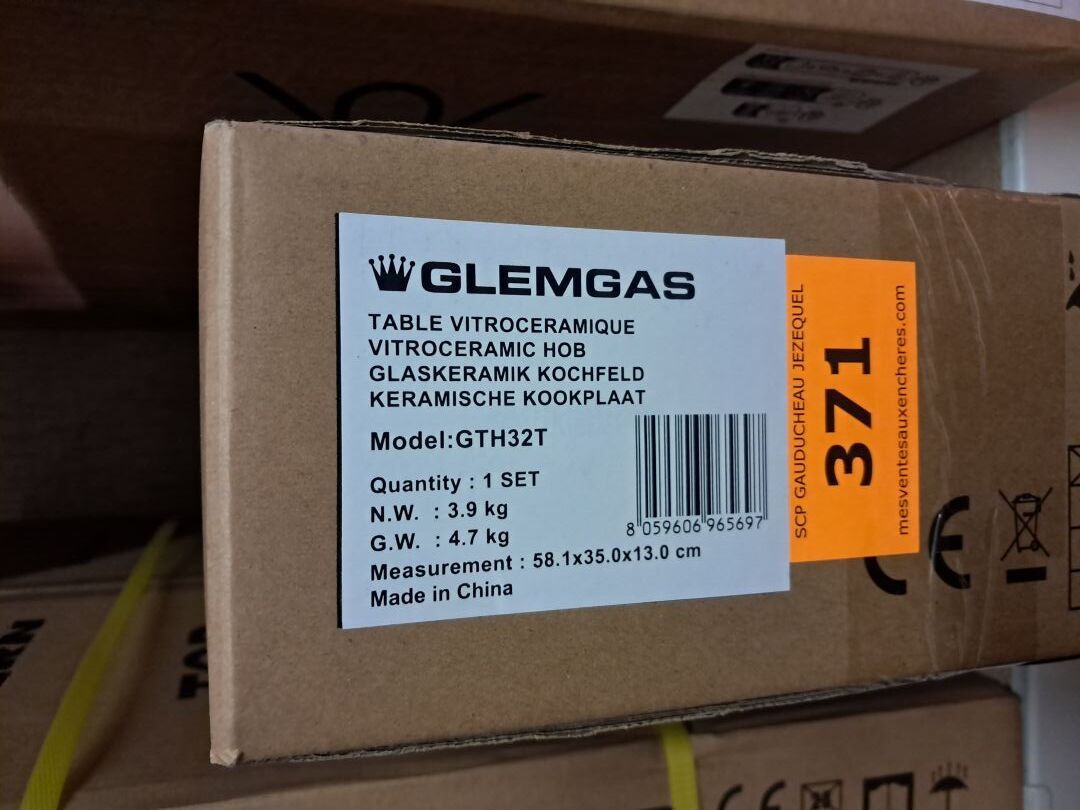 GLEMGAS
TABLE VITROCERAMIQUE
VITROCERAMIC HOB
GLASKERAMIK KOCHFELD
KERAMISCHE KOOKPLAAT
Model:GTH32T
Quantity : 1 SET
N.W. : 3.9 kg
G.W. : 4.7 kg
Measurement : 58.1x35.0x13.0 cm
Made in China
8 059606 965697
SCP GAUDUCHEAU JEZEQUEL
371
mesventesauxencheres.com
CE